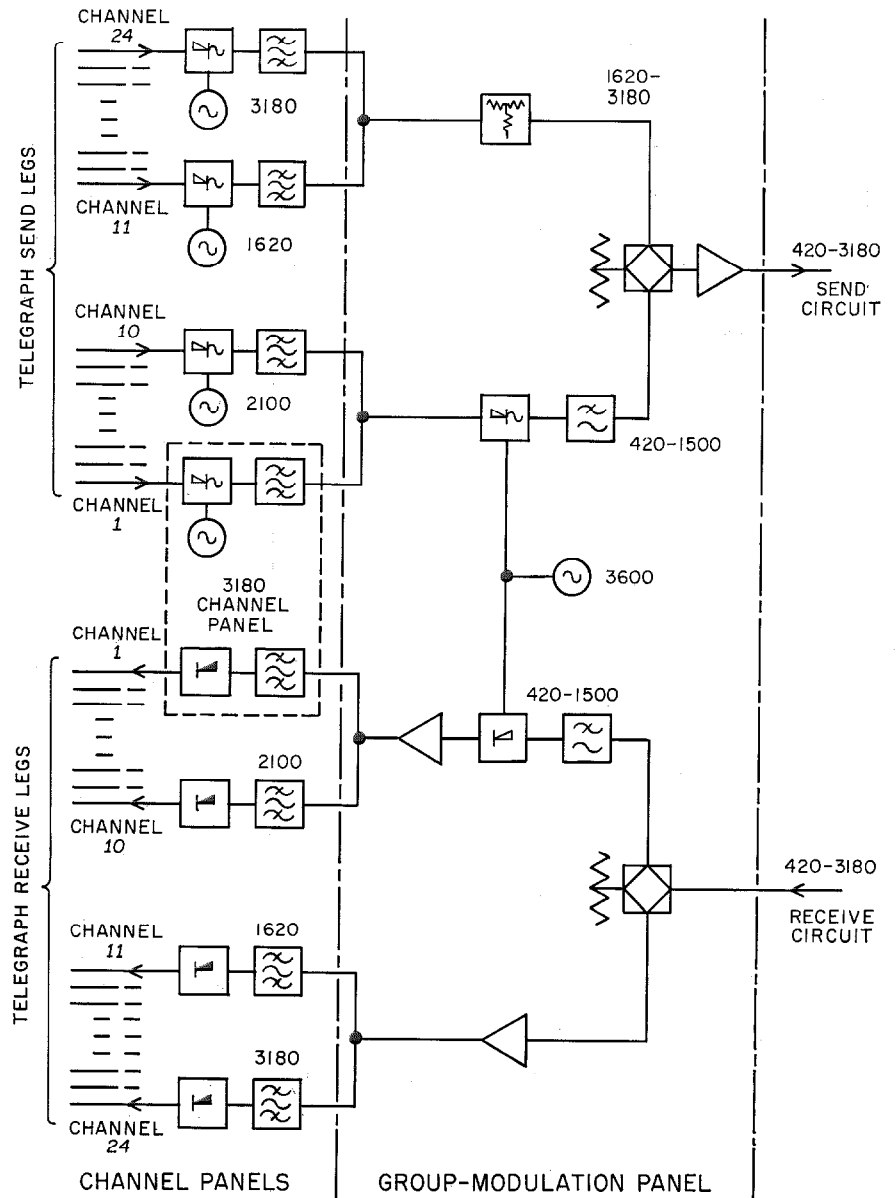 CHANNEL
24
3180
1620-
3180
CHANNEL
11
1620
TELEGRAPH SEND LEGS
420-3180
SEND
CIRCUIT
CHANNEL
10
2100
420-1500
CHANNEL
1
3600
3180
CHANNEL
PANEL
CHANNEL
1
420-1500
2100
CHANNEL
10
TELEGRAPH RECEIVE LEGS
420-3180
RECEIVE
CIRCUIT
CHANNEL
11
1620
3180
CHANNEL
24
CHANNEL PANELS
GROUP-MODULATION PANEL